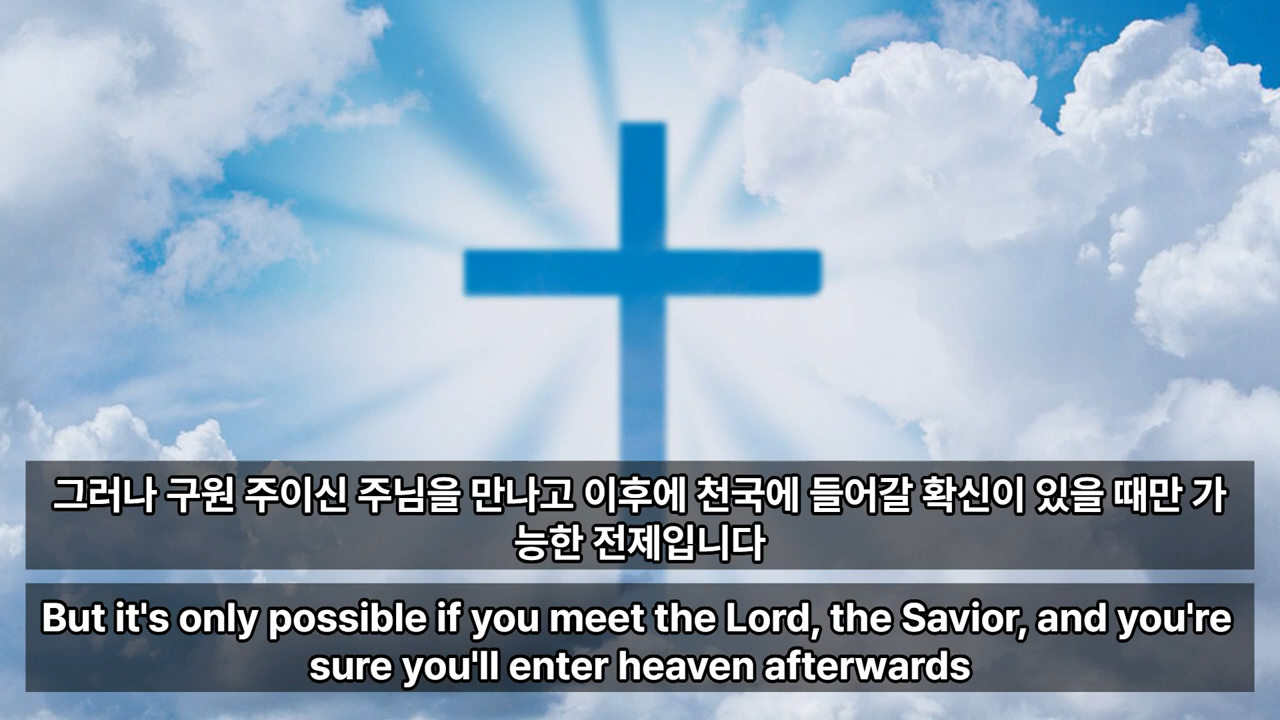 그러나 구원 주이신 주님을 만나고 이후에 천국에 들어갈 확신이 있을 때만 가
능한 전제입니다
But it's only possible if you meet the Lord, the Savior, and you're
sure you'll enter heaven afterwards